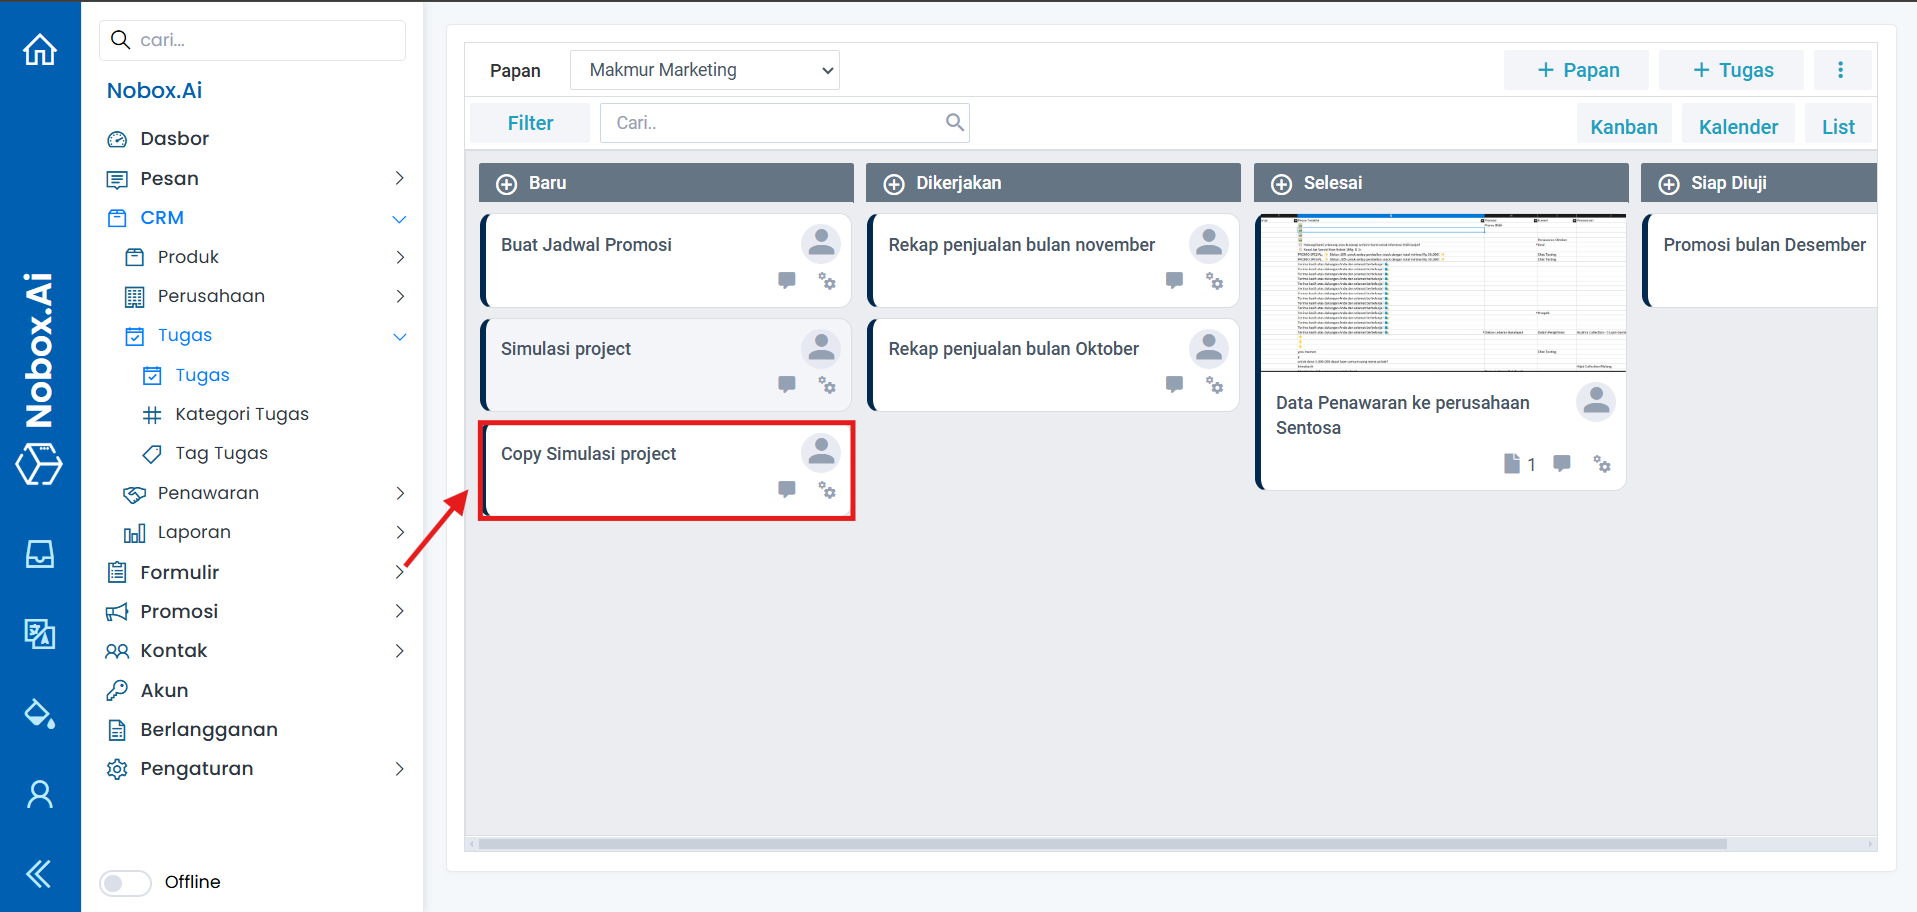 cari...
Nobox.Ai
Dasbor
Pesan
CRM
Produk
Perusahaan
Tugas
Tugas
Kategori Tugas
Tag Tugas
Penawaran
Laporan
Formulir
Promosi
Kontak
Akun
Berlangganan
Pengaturan
Offline
Nobox.Ai
Papan
Makmur Marketing
+ Papan
+ Tugas
Filter
Cari..
Kanban
Kalender
List
Baru
Buat Jadwal Promosi
Simulasi project
Copy Simulasi project
Dikerjakan
Rekap penjualan bulan november
Rekap penjualan bulan Oktober
Selesai
Data Penawaran ke perusahaan
Sentosa
1
Siap Diuji
Promosi bulan Desember